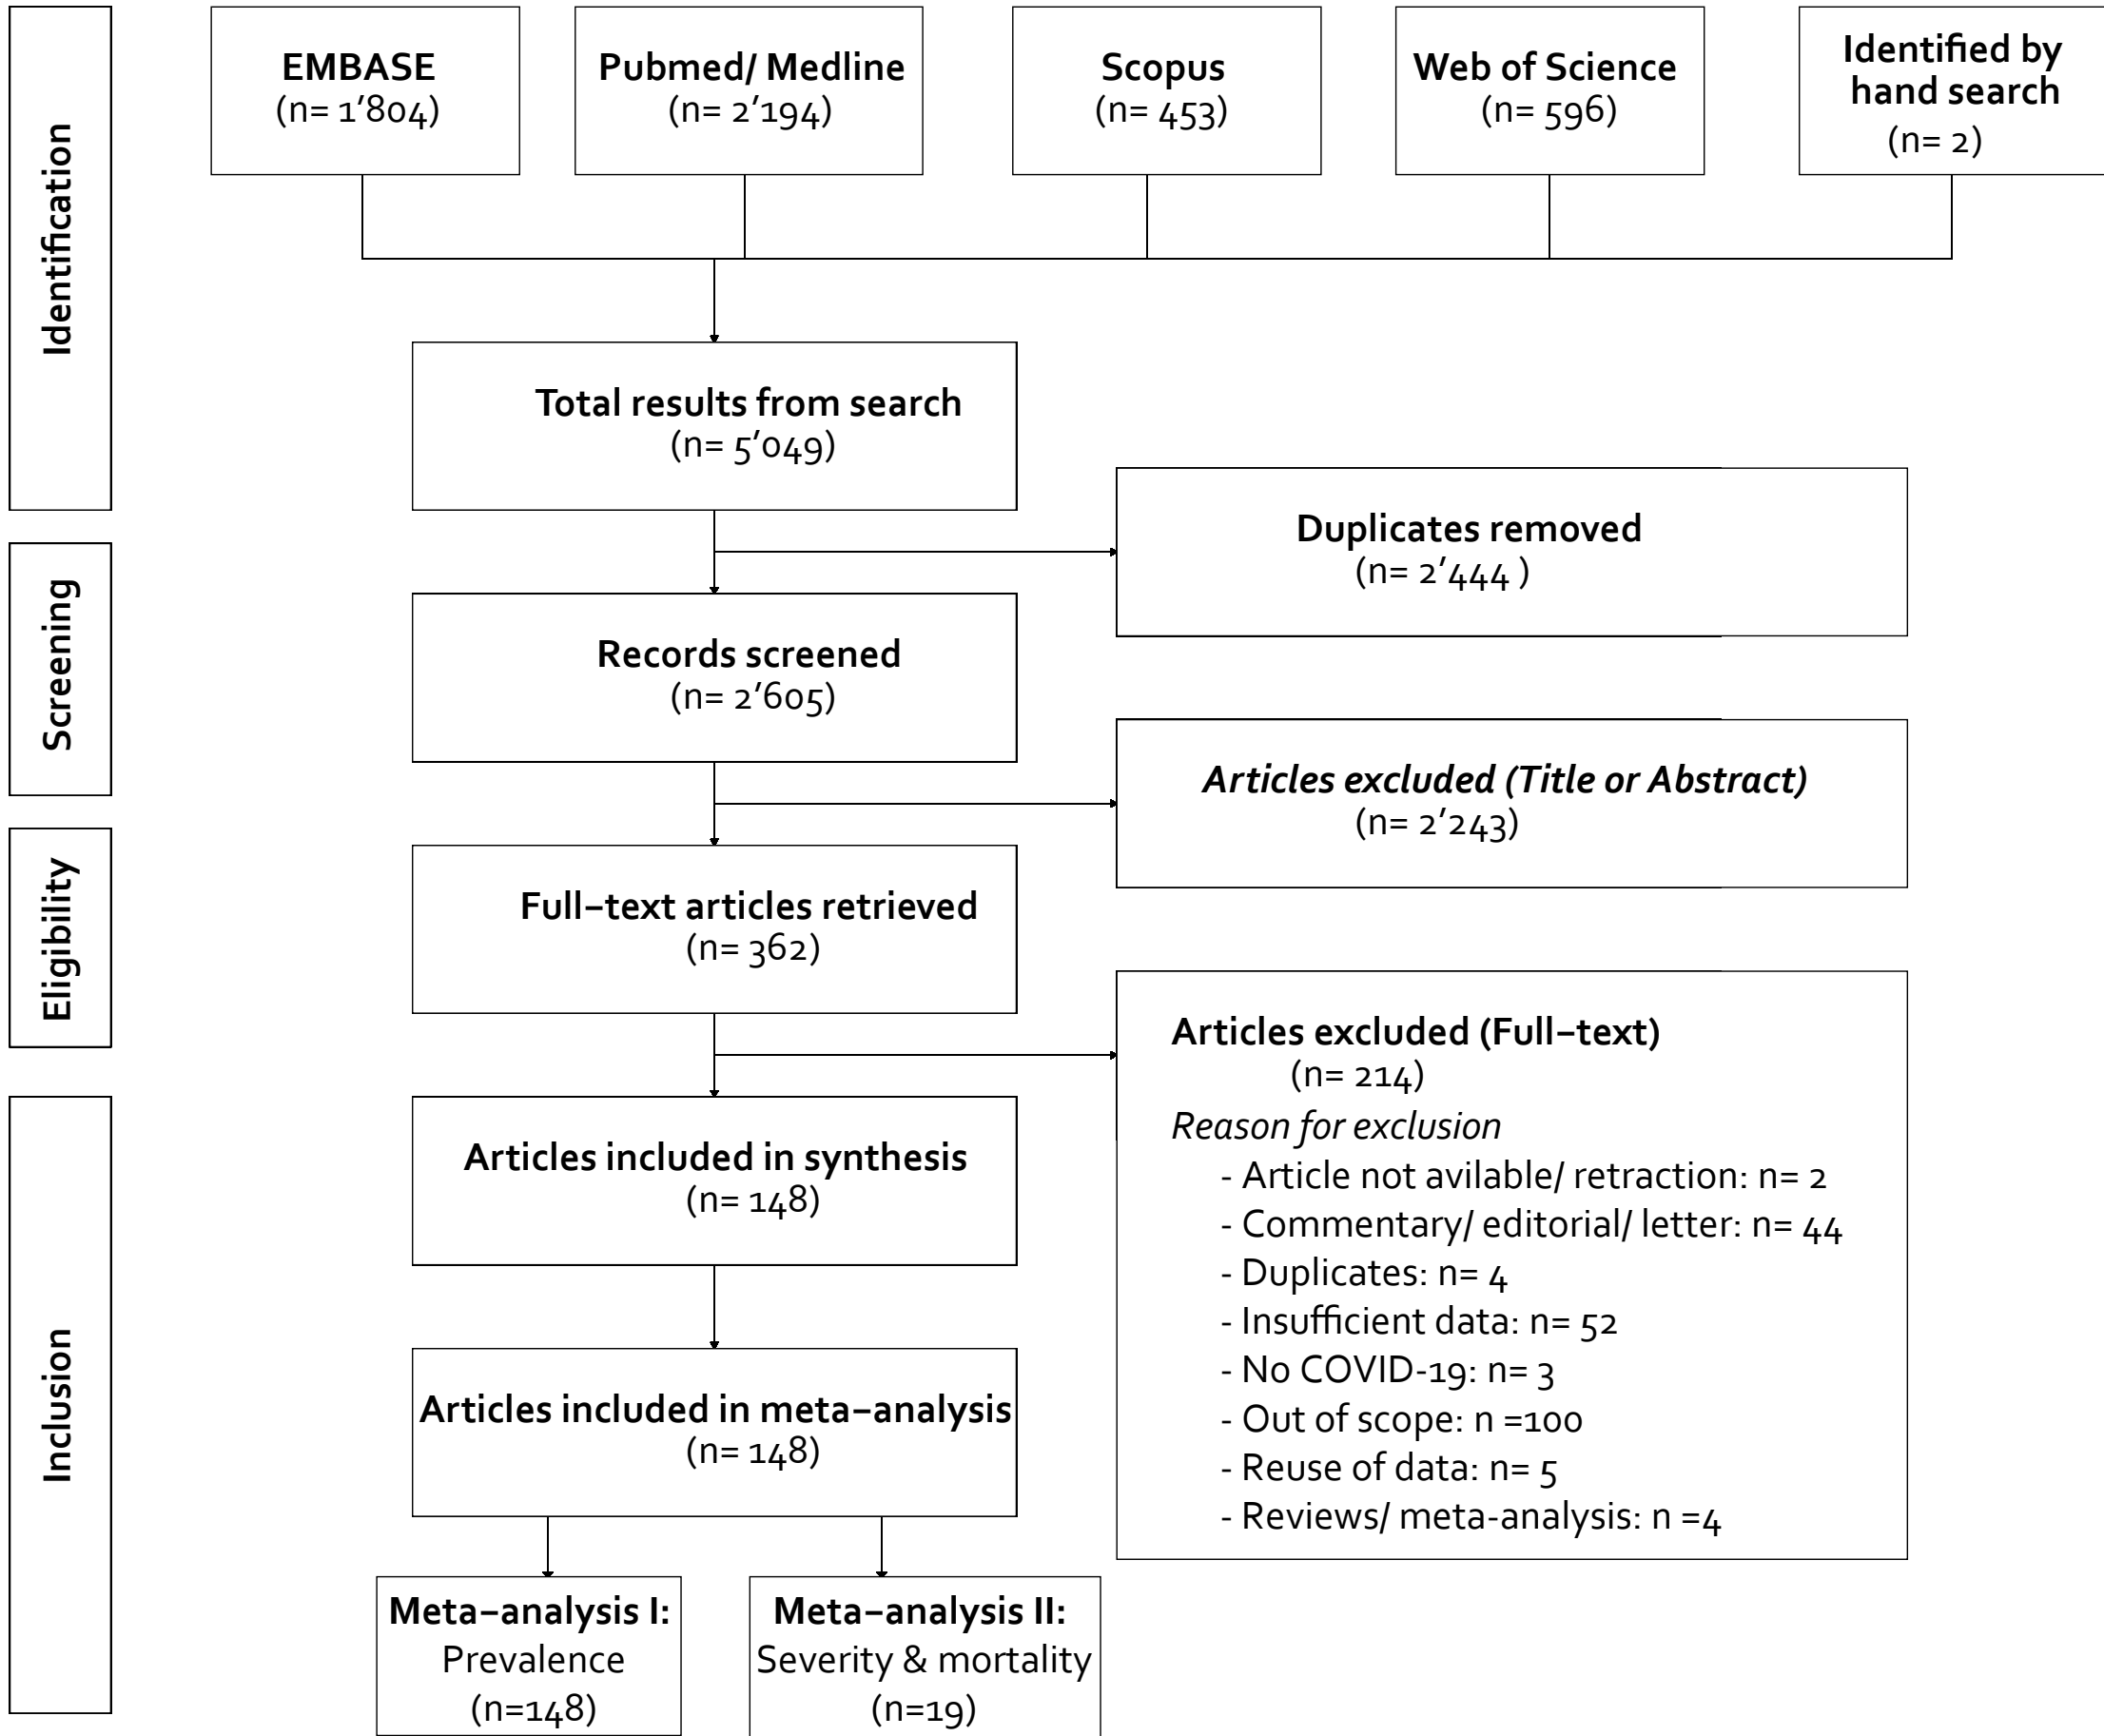 Identification
EMBASE
(n= 1'804)
Pubmed/ Medline
(n= 2'194)
Scopus
(n= 453)
Web of Science
(n= 596)
Identified by
hand search
(n= 2)
Total results from search
(n= 5'049)
Duplicates removed
(n= 2'444 )
Screening
Records screened
(n= 2'605)
Articles excluded (Title or Abstract)
(n= 2'243)
Eligibility
Full–text articles retrieved
(n= 362)
Articles excluded (Full–text)
(n= 214)
Reason for exclusion
- Article not avilable/ retraction: n= 2
- Commentary/ editorial/ letter: n= 44
- Duplicates: n= 4
- Insufficient data: n= 52
- No COVID-19: n= 3
- Out of scope: n =100
- Reuse of data: n= 5
- Reviews/ meta-analysis: n =4
Inclusion
Articles included in synthesis
(n= 148)
Articles included in meta–analysis
(n= 148)
Meta–analysis I:
Prevalence
(n=148)
Meta–analysis II:
Severity & mortality
(n=19)